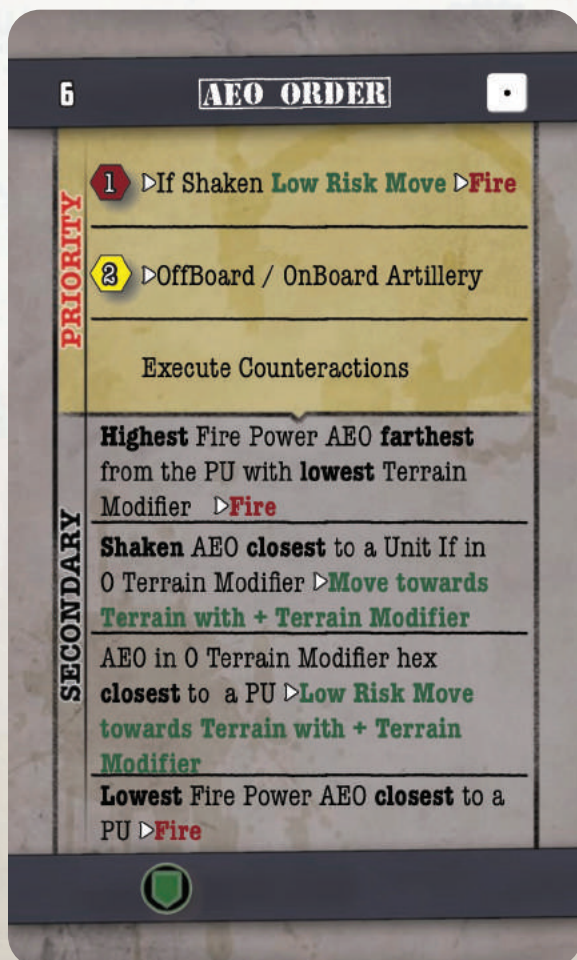 6 AEO ORDER
PRIORITY
1 ▷If Shaken Low Risk Move ▷Fire
2 ▷OffBoard / OnBoard Artillery
Execute Counteractions
SECONDARY
Highest Fire Power AEO farthest
from the PU with lowest Terrain
Modifier ▷Fire
Shaken AEO closest to a Unit If in
0 Terrain Modifier ▷Move towards
Terrain with + Terrain Modifier
AEO in 0 Terrain Modifier hex
closest to a PU ▷Low Risk Move
towards Terrain with + Terrain
Modifier
Lowest Fire Power AEO closest to a
PU ▷Fire